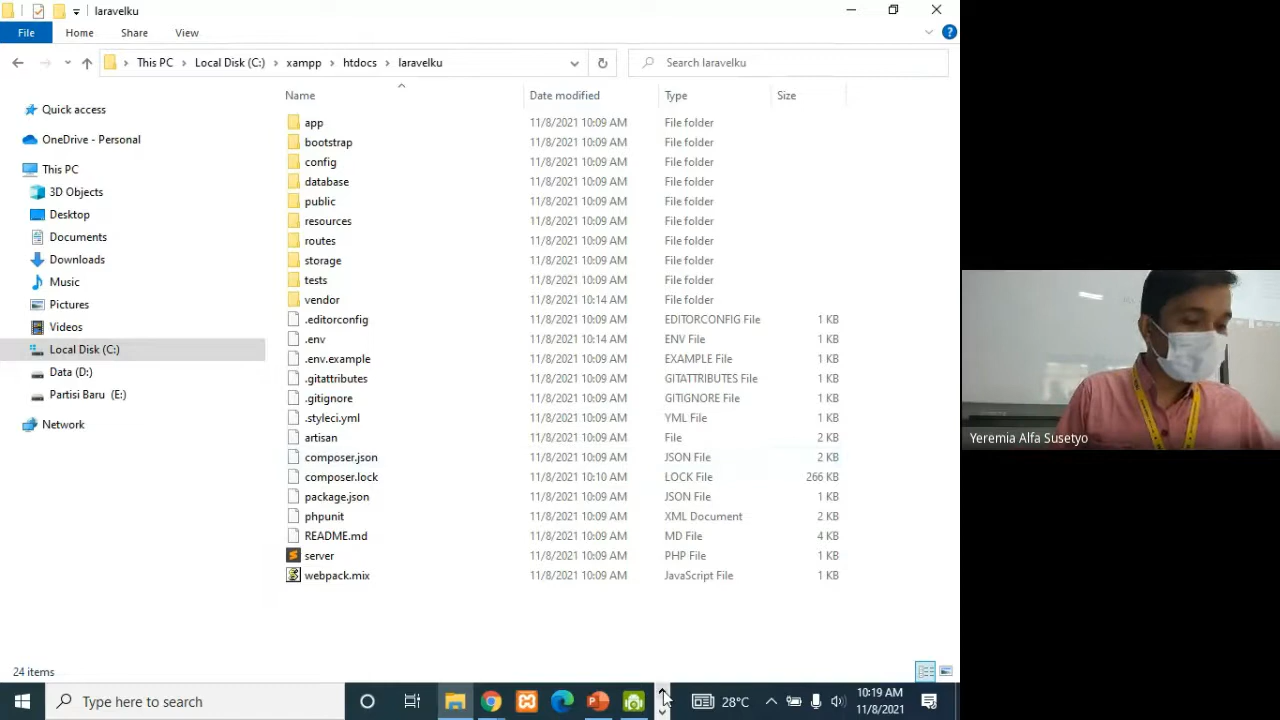 laravelku
File Home Share View
This PC Local Disk (C:) xampp htdocs laravelku
Search laravelku
Name Date modified Type Size
Quick access
OneDrive - Personal
This PC
3D Objects
Desktop
Documents
Downloads
Music
Pictures
Videos
Local Disk (C:)
Data (D:)
Partisi Baru (E:)
Network
app 11/8/2021 10:09 AM File folder
bootstrap 11/8/2021 10:09 AM File folder
config 11/8/2021 10:09 AM File folder
database 11/8/2021 10:09 AM File folder
public 11/8/2021 10:09 AM File folder
resources 11/8/2021 10:09 AM File folder
routes 11/8/2021 10:09 AM File folder
storage 11/8/2021 10:09 AM File folder
tests 11/8/2021 10:09 AM File folder
vendor 11/8/2021 10:14 AM File folder
.editorconfig 11/8/2021 10:09 AM EDITORCONFIG File 1 KB
.env 11/8/2021 10:14 AM ENV File 1 KB
.env.example 11/8/2021 10:09 AM EXAMPLE File 1 KB
.gitattributes 11/8/2021 10:09 AM GITATTRIBUTES File 1 KB
.gitignore 11/8/2021 10:09 AM GITIGNORE File 1 KB
.styleci.yml 11/8/2021 10:09 AM YML File 1 KB
artisan 11/8/2021 10:09 AM File 2 KB
composer.json 11/8/2021 10:09 AM JSON File 2 KB
composer.lock 11/8/2021 10:10 AM LOCK File 266 KB
package.json 11/8/2021 10:09 AM JSON File 1 KB
phpunit 11/8/2021 10:09 AM XML Document 2 KB
README.md 11/8/2021 10:09 AM MD File 4 KB
server 11/8/2021 10:09 AM PHP File 1 KB
webpack.mix 11/8/2021 10:09 AM JavaScript File 1 KB
24 items
Type here to search
28°C
10:19 AM
11/8/2021
Yeremia Alfa Susetyo